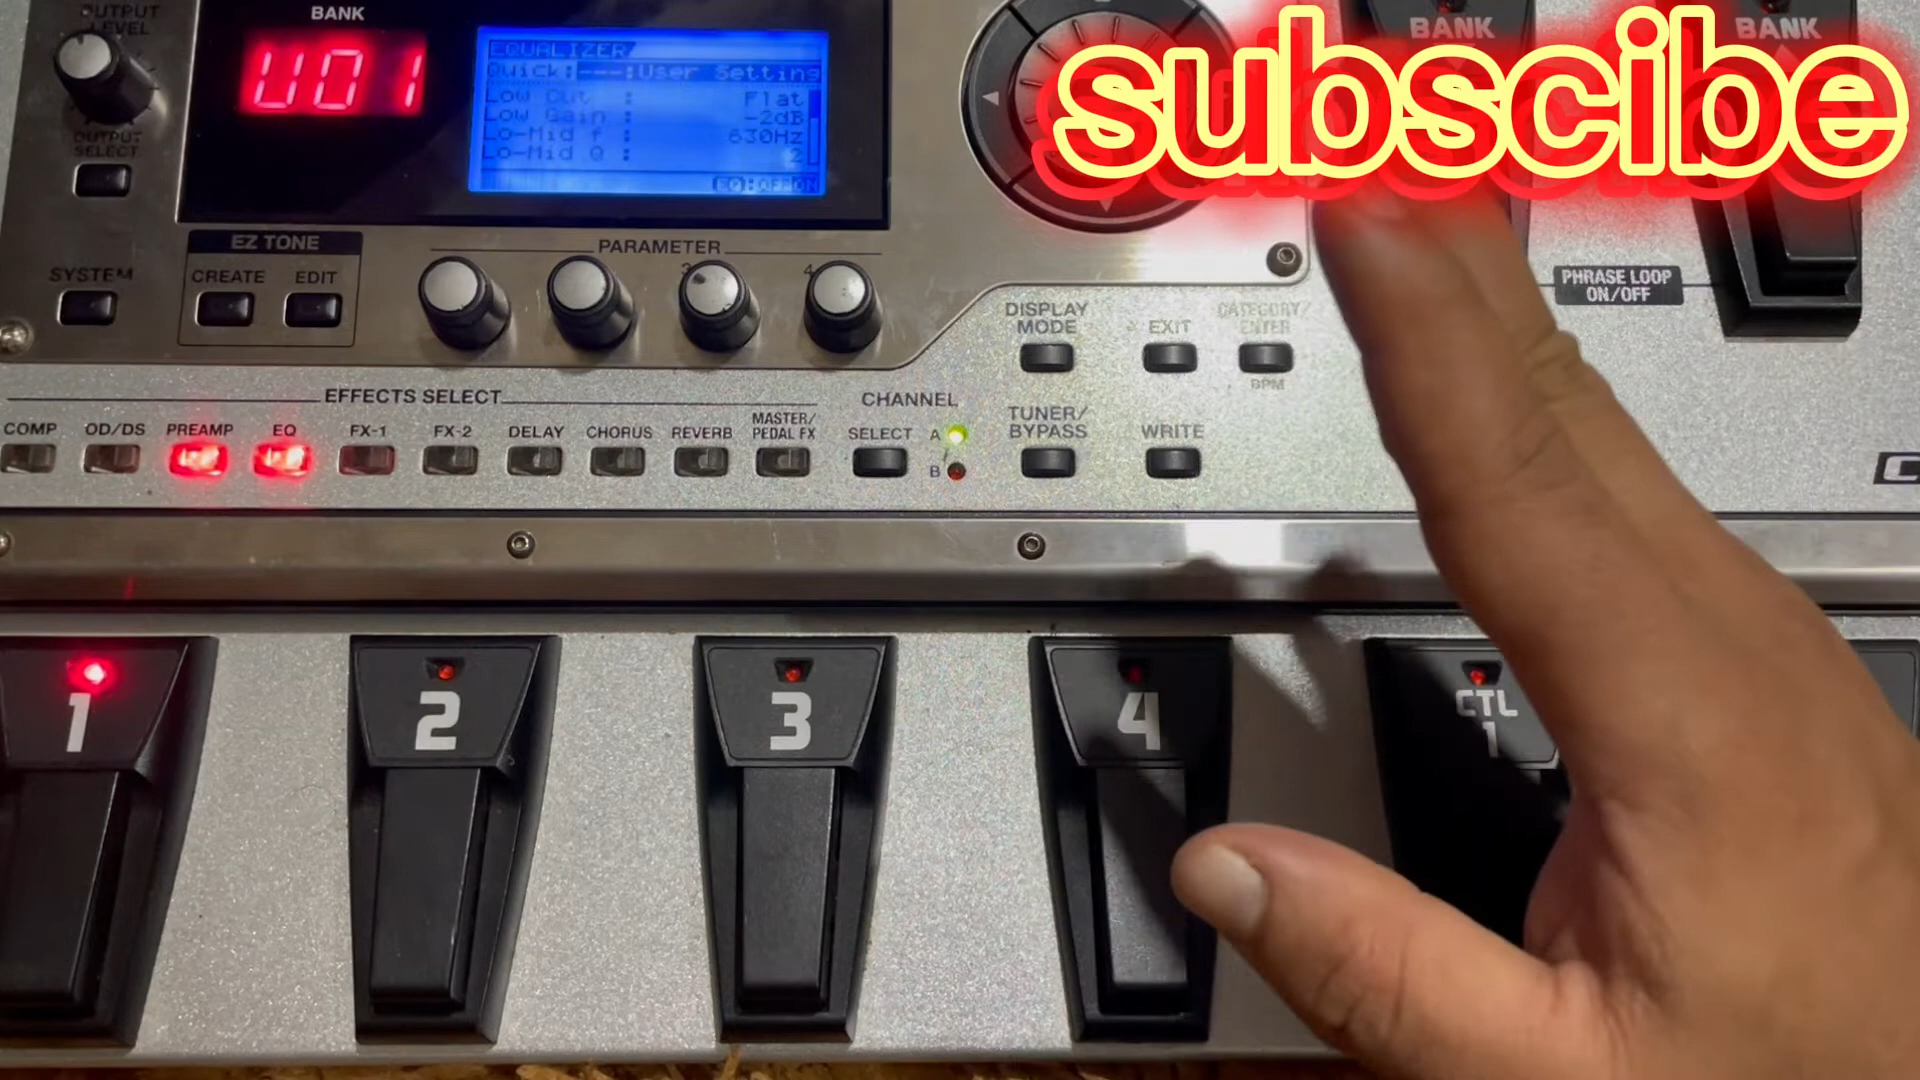 OUTPUT
LEVEL
BANK
U01
EQUALIZER
Quick:---:User Setting
Low Cut : Flat
Low Gain : -2dB
Lo-Mid f : 630Hz
Lo-Mid Q : 2
BANK
BANK
subscibe
OUTPUT
SELECT
SYSTEM
EZ TONE
CREATE
EDIT
PARAMETER
3
4
DISPLAY
MODE
EXIT
CATEGORY/
ENTER
BPM
PHRASE LOOP
ON/OFF
EFFECTS SELECT
COMP
OD/DS
PREAMP
EQ
FX-1
FX-2
DELAY
CHORUS
REVERB
MASTER/
PEDAL FX
CHANNEL
SELECT
A
B
TUNER/
BYPASS
WRITE
1
2
3
4
CTL
1